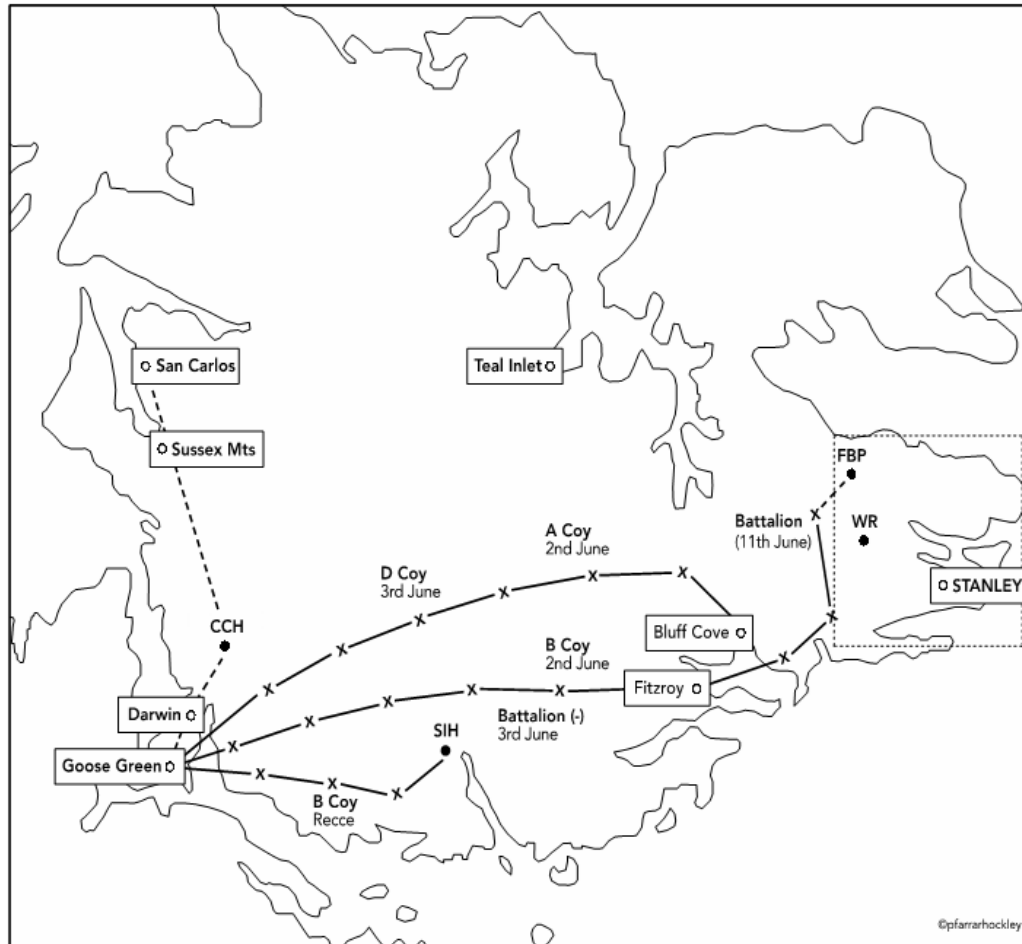 San Carlos
Teal Inlet
Sussex Mts
FBP
Battalion
(11th June)
WR
A Coy
2nd June
D Coy
3rd June
STANLEY
CCH
Bluff Cove
B Coy
2nd June
Fitzroy
Darwin
Battalion (-)
3rd June
SIH
Goose Green
B Coy
Recce
©pfarrarhockley